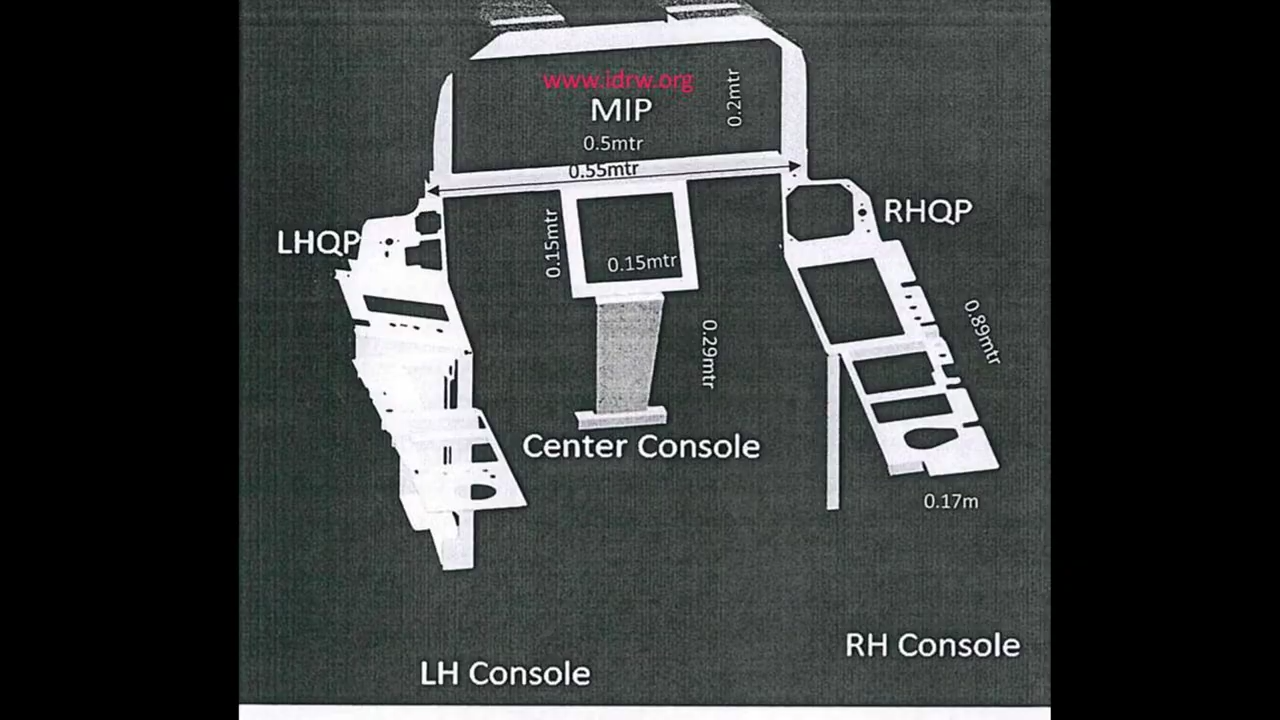 www.idrw.org
MIP
0.2mtr
0.5mtr
0.55mtr
LHQP
RHQP
0.15mtr
0.15mtr
0.29mtr
0.89mtr
Center Console
0.17m
RH Console
LH Console